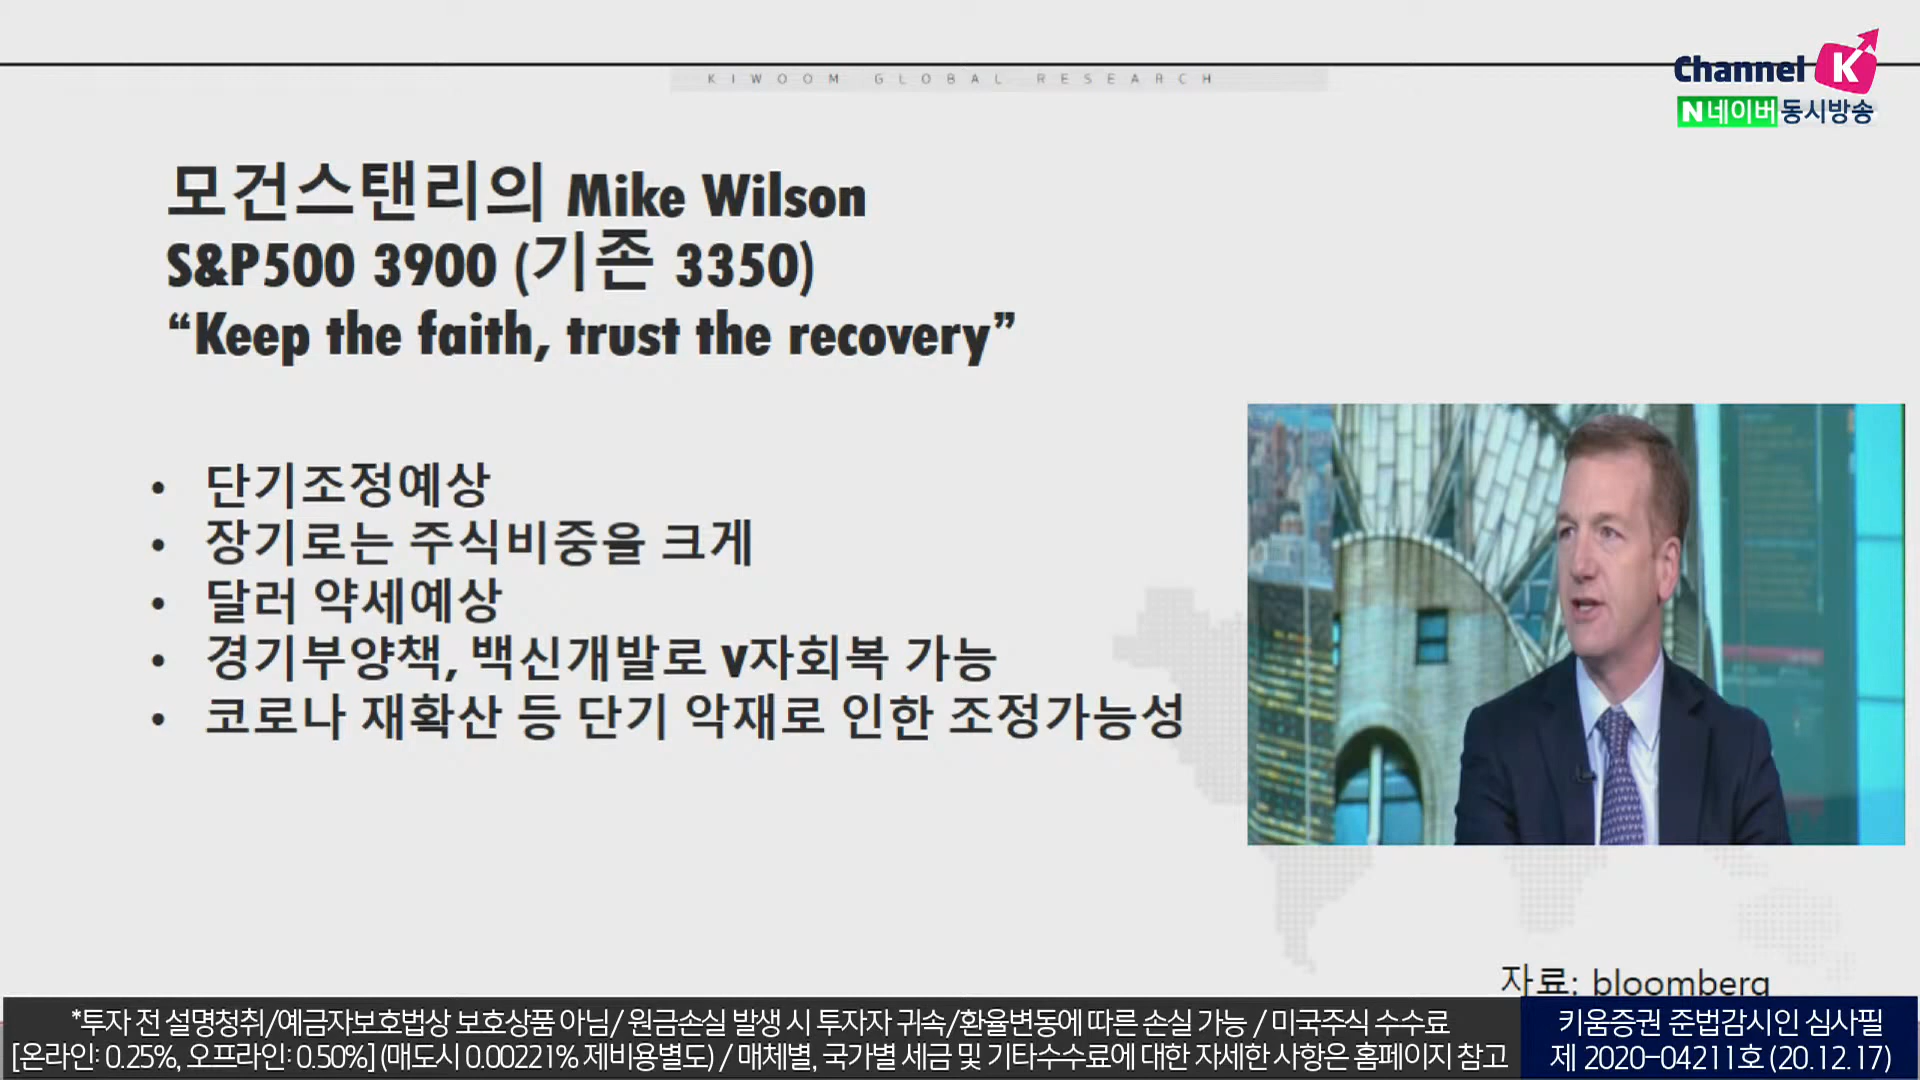 KIWOOM GLOBAL RESEARCH
Channel K
N네이버 동시방송
모건스탠리의 Mike Wilson
S&P500 3900 (기존 3350)
“Keep the faith, trust the recovery”
• 단기조정예상
• 장기로는 주식비중을 크게
• 달러 약세예상
• 경기부양책, 백신개발로 v자회복 가능
• 코로나 재확산 등 단기 악재로 인한 조정가능성
자료: bloomberg
*투자 전 설명청취/예금자보호법상 보호상품 아님/ 원금손실 발생 시 투자자 귀속/환율변동에 따른 손실 가능 / 미국주식 수수료
[온라인: 0.25%, 오프라인: 0.50%] (매도시 0.00221% 제비용별도) / 매체별, 국가별 세금 및 기타수수료에 대한 자세한 사항은 홈페이지 참고
키움증권 준법감시인 심사필
제 2020-04211호 (20.12.17)